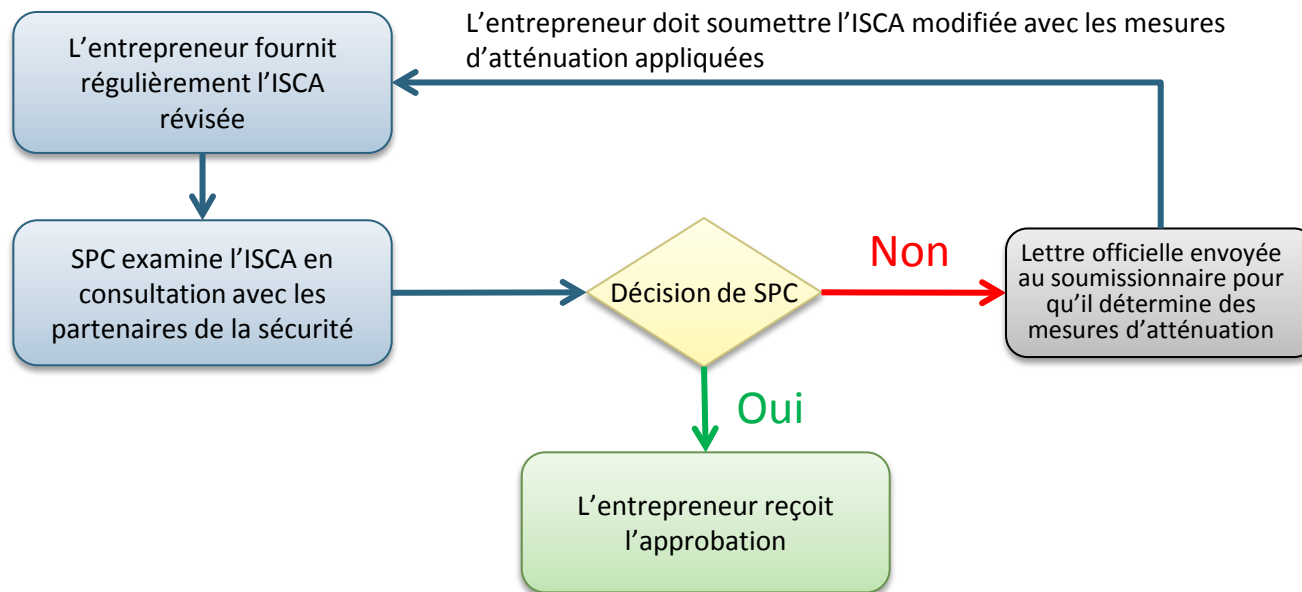 L’entrepreneur doit soumettre l’ISCA modifiée avec les mesures
d’atténuation appliquées
L’entrepreneur fournit
régulièrement l’ISCA
révisée
SPC examine l’ISCA en
consultation avec les
partenaires de la sécurité
Décision de SPC
Non
Lettre officielle envoyée
au soumissionnaire pour
qu’il détermine des
mesures d’atténuation
Oui
L’entrepreneur reçoit
l’approbation